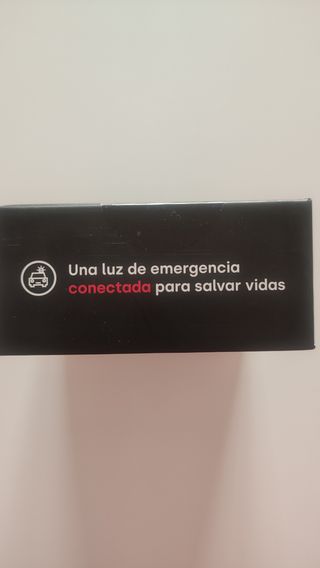 Una luz de emergencia
conectada para salvar vidas